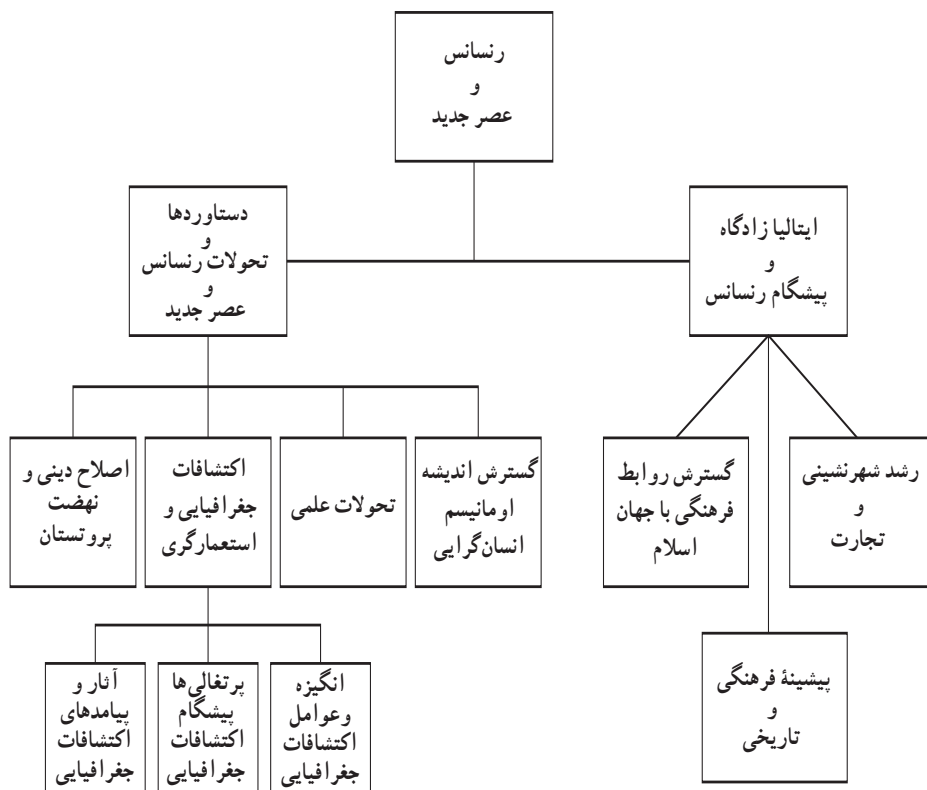 رنسانس
و
عصر جدید
ایتالیا زادگاه
و
پیشگام رنسانس
دستاوردها
و
تحولات رنسانس
و
عصر جدید
رشد شهرنشینی
و
تجارت
گسترش روابط
فرهنگی با جهان
اسلام
پیشینهٔ فرهنگی
و
تاریخی
گسترش اندیشه
اومانیسم
انسان‌گرایی
تحولات علمی
اکتشافات
جغرافیایی و
استعمارگری
اصلاح دینی و
نهضت
پروتستان
انگیزه
وعوامل
اکتشافات
جغرافیایی
پرتغالی‌ها
پیشگام
اکتشافات
جغرافیایی
آثار و
پیامدهای
اکتشافات
جغرافیایی